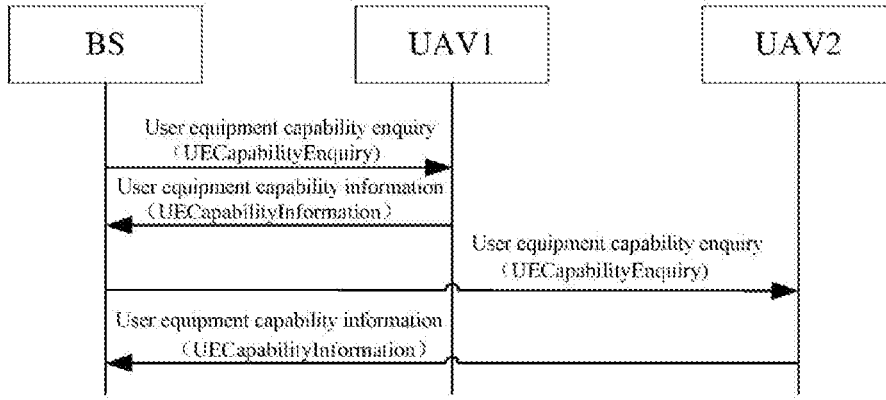 BS
UAV1
UAV2
User equipment capability enquiry
(UECapabilityEnquiry)
User equipment capability information
(UECapabilityInformation)
User equipment capability enquiry
(UECapabilityEnquiry)
User equipment capability information
(UECapabilityInformation)